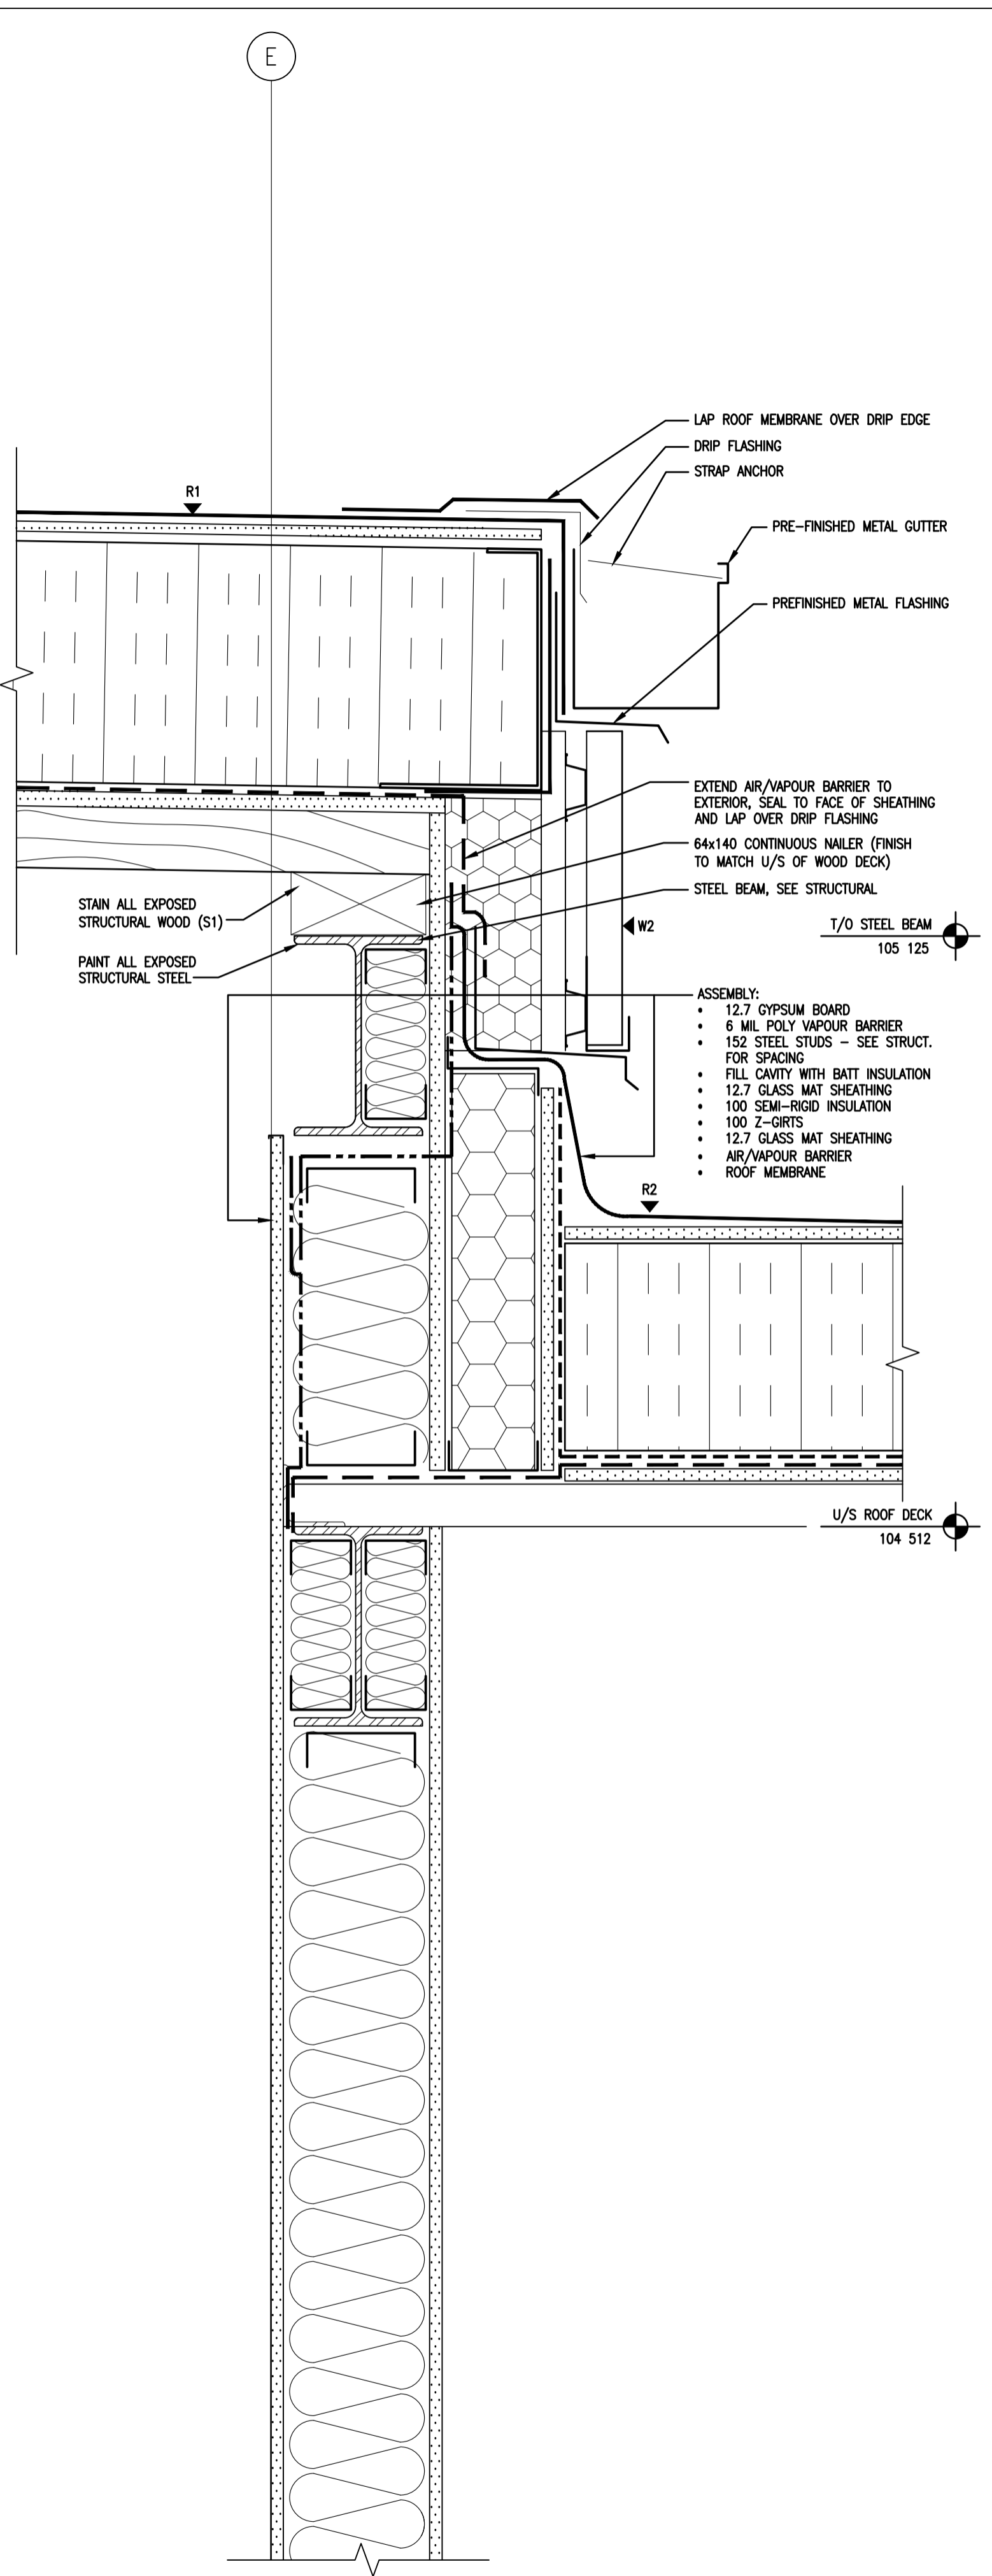 E
LAP ROOF MEMBRANE OVER DRIP EDGE
DRIP FLASHING
STRAP ANCHOR
R1
PRE-FINISHED METAL GUTTER
PREFINISHED METAL FLASHING
EXTEND AIR/VAPOUR BARRIER TO
EXTERIOR, SEAL TO FACE OF SHEATHING
AND LAP OVER DRIP FLASHING
64x140 CONTINUOUS NAILER (FINISH
TO MATCH U/S OF WOOD DECK)
STEEL BEAM, SEE STRUCTURAL
STAIN ALL EXPOSED
STRUCTURAL WOOD (S1)
W2
T/O STEEL BEAM
105 125
PAINT ALL EXPOSED
STRUCTURAL STEEL
ASSEMBLY:
• 12.7 GYPSUM BOARD
• 6 MIL POLY VAPOUR BARRIER
• 152 STEEL STUDS – SEE STRUCT.
FOR SPACING
• FILL CAVITY WITH BATT INSULATION
• 12.7 GLASS MAT SHEATHING
• 100 SEMI-RIGID INSULATION
• 100 Z-GIRTS
• 12.7 GLASS MAT SHEATHING
• AIR/VAPOUR BARRIER
• ROOF MEMBRANE
R2
U/S ROOF DECK
104 512